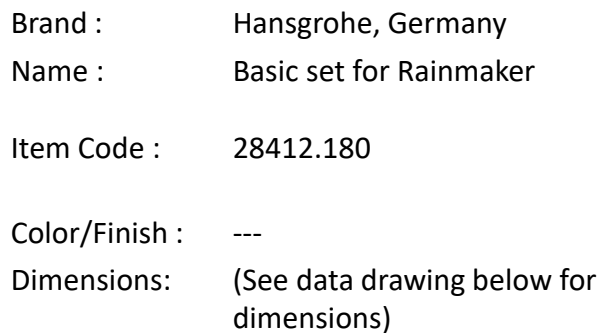 Brand : Hansgrohe, Germany
Name : Basic set for Rainmaker
Item Code : 28412.180
Color/Finish : ---
Dimensions: (See data drawing below for
dimensions)